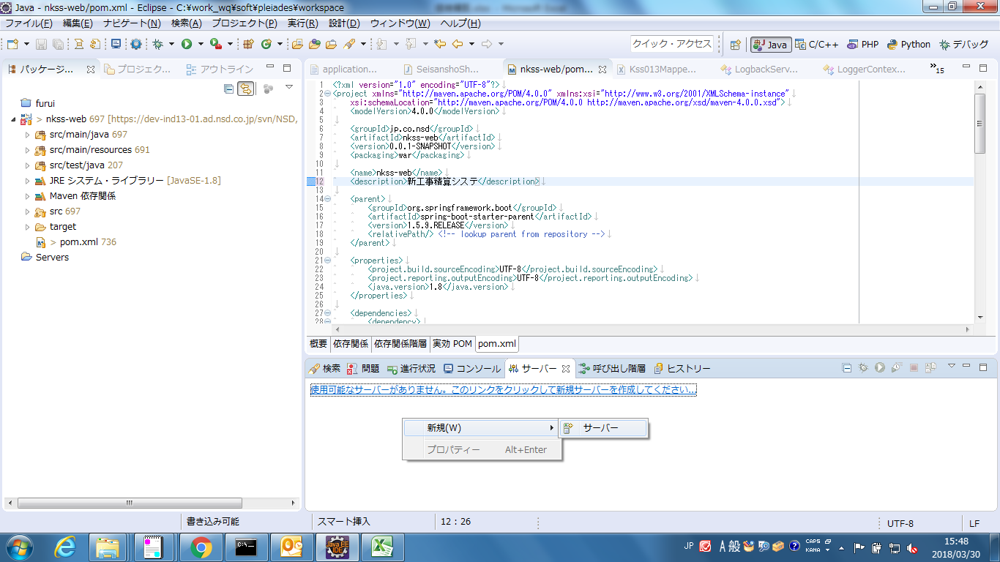 Java - nkss-web/pom.xml - Eclipse - C:¥work_wq¥soft¥pleiades¥workspace
ファイル(F) 編集(E) ナビゲート(N) 検索(A) プロジェクト(P) 実行(R) 設計(D) ウィンドウ(W) ヘルプ(H)
クイック・アクセス Java C/C++ PHP Python デバッグ
パッケージ... プロジェク... アウトライン
application... SeisanshoSh... nkss-web/pom... Kss013Mappe... LogbackServ... LoggerContex... »15
furui
> nkss-web 697 [https://dev-ind13-01.ad.nsd.co.jp/svn/NSD,
src/main/java 697
src/main/resources 691
src/test/java 207
JRE システム・ライブラリー [JavaSE-1.8]
Maven 依存関係
src 697
target
> pom.xml 736
Servers
1 <?xml version="1.0" encoding="UTF-8"?>↓
2 <project xmlns="http://maven.apache.org/POM/4.0.0" xmlns:xsi="http://www.w3.org/2001/XMLSchema-instance"↓
3 xsi:schemaLocation="http://maven.apache.org/POM/4.0.0 http://maven.apache.org/xsd/maven-4.0.0.xsd">↓
4 <modelVersion>4.0.0</modelVersion>↓
5 ↓
6 <groupId>jp.co.nsd</groupId>↓
7 <artifactId>nkss-web</artifactId>↓
8 <version>0.0.1-SNAPSHOT</version>↓
9 <packaging>war</packaging>↓
10 ↓
11 <name>nkss-web</name>↓
12 <description>新工事精算システ</description>↓
13 ↓
14 <parent>↓
15 <groupId>org.springframework.boot</groupId>↓
16 <artifactId>spring-boot-starter-parent</artifactId>↓
17 <version>1.5.9.RELEASE</version>↓
18 <relativePath/> <!-- lookup parent from repository -->↓
19 </parent>↓
20 ↓
21 <properties>↓
22 <project.build.sourceEncoding>UTF-8</project.build.sourceEncoding>↓
23 <project.reporting.outputEncoding>UTF-8</project.reporting.outputEncoding>↓
24 <java.version>1.8</java.version>↓
25 </properties>↓
26 ↓
27 <dependencies>↓
28 <dependency>↓
概要 依存関係 依存関係階層 実効 POM pom.xml
検索 問題 進行状況 コンソール サーバー 呼び出し階層 ヒストリー
使用可能なサーバーがありません。このリンクをクリックして新規サーバーを作成してください...
新規(W) サーバー
プロパティー Alt+Enter
書き込み可能 スマート挿入 12 : 26 UTF-8 LF
Java EE IDE
JP A 般 CAPS KANA
15:48
2018/03/30